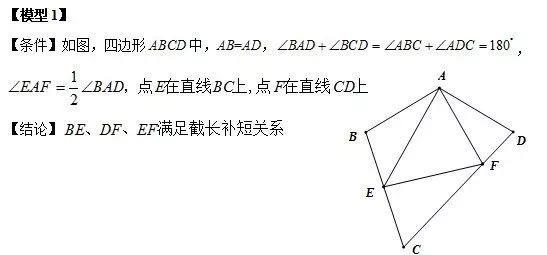 【模型1】
【条件】如图，四边形ABCD中，AB=AD，∠BAD+∠BCD=∠ABC+∠ADC=180°，
∠EAF=1/2∠BAD，点E在直线BC上,点F在直线CD上
【结论】BE、DF、EF满足截长补短关系
A
B
D
F
E
C